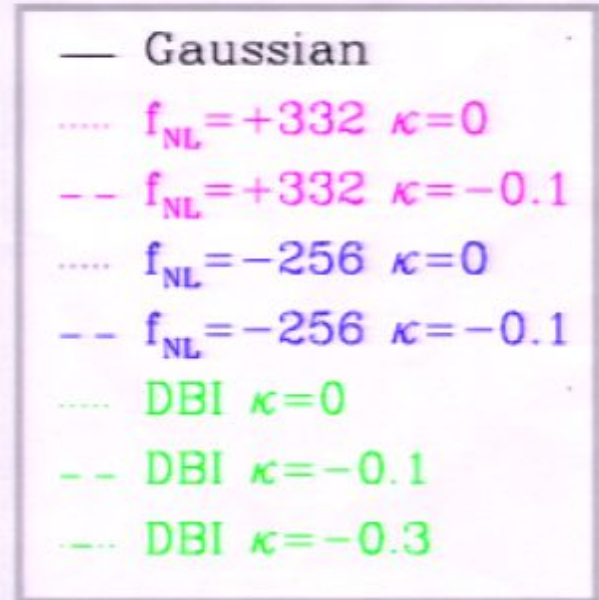 Gaussian
f_NL=+332 κ=0
f_NL=+332 κ=−0.1
f_NL=−256 κ=0
f_NL=−256 κ=−0.1
DBI κ=0
DBI κ=−0.1
DBI κ=−0.3